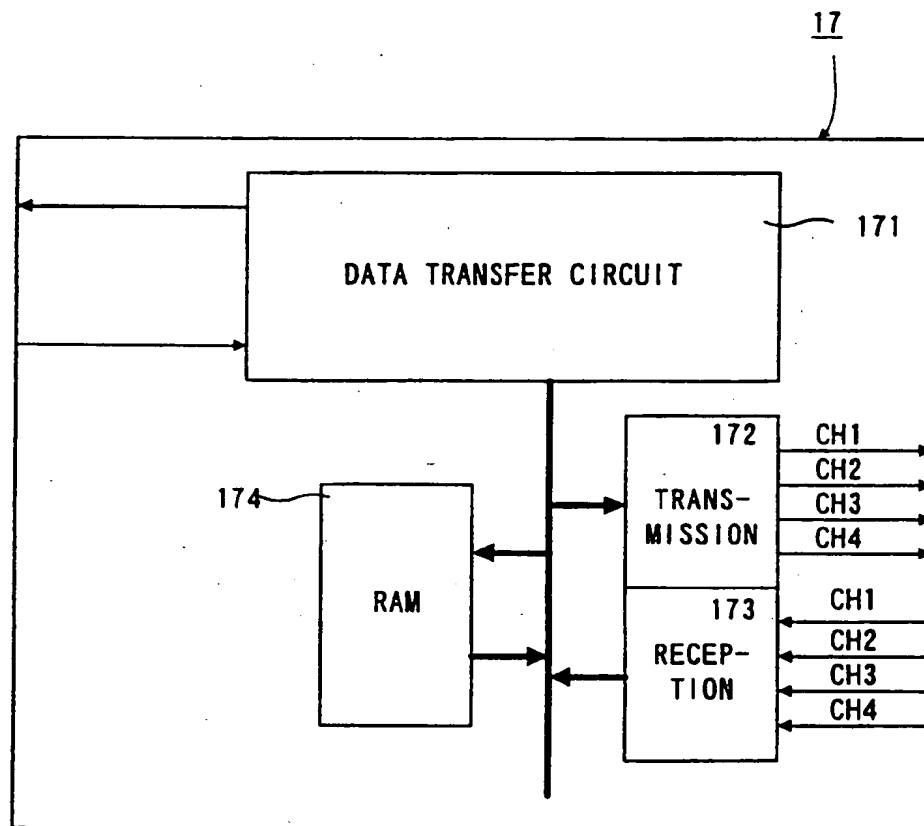 17
171
DATA TRANSFER CIRCUIT
172
CH1
CH2
174
TRANS-
CH3
MISSION
CH4
RAM
173
CH1
RECEP-
CH2
TION
CH3
CH4